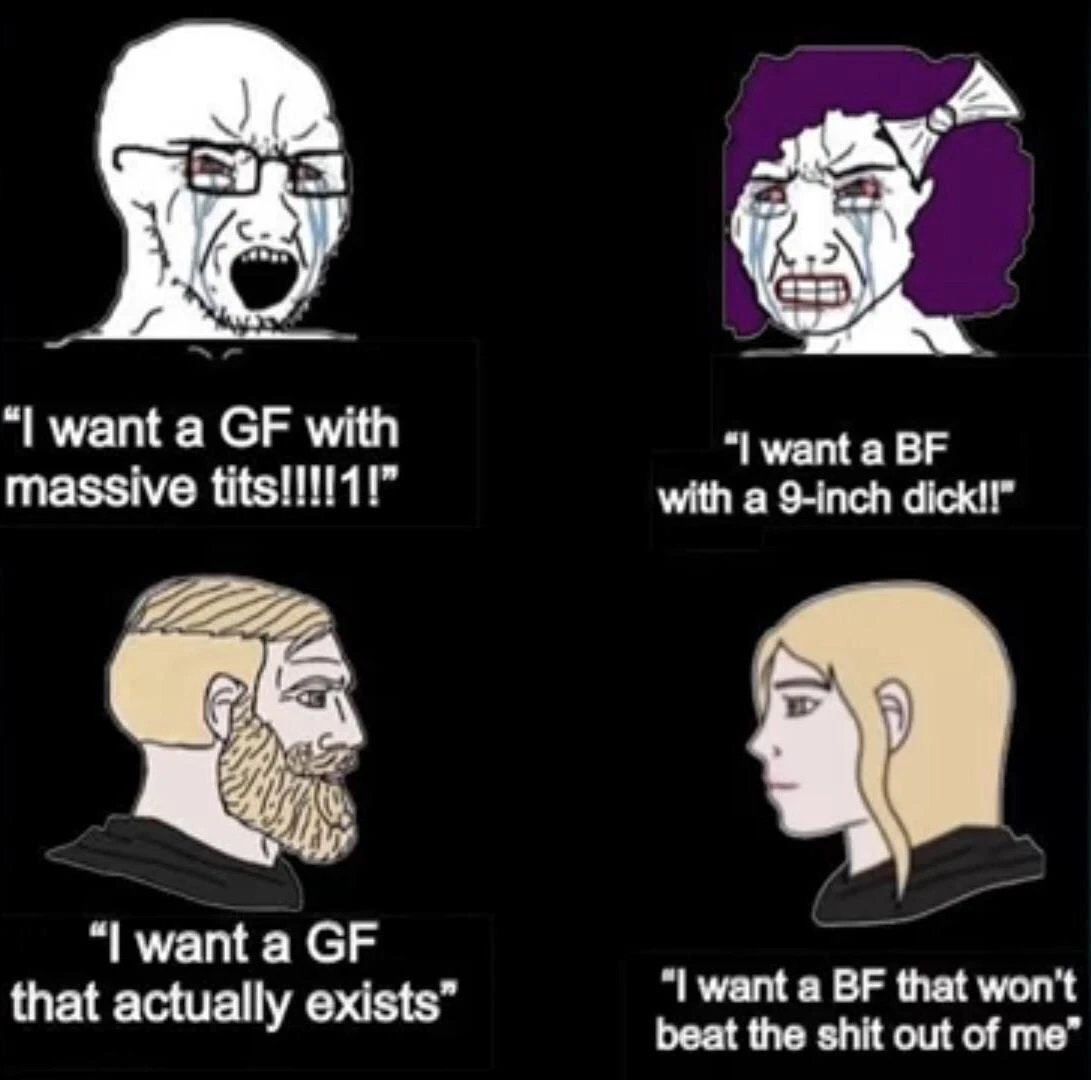 “I want a GF with
massive tits!!!!1!”
“I want a BF
with a 9-inch dick!!”
“I want a GF
that actually exists”
“I want a BF that won't
beat the shit out of me”